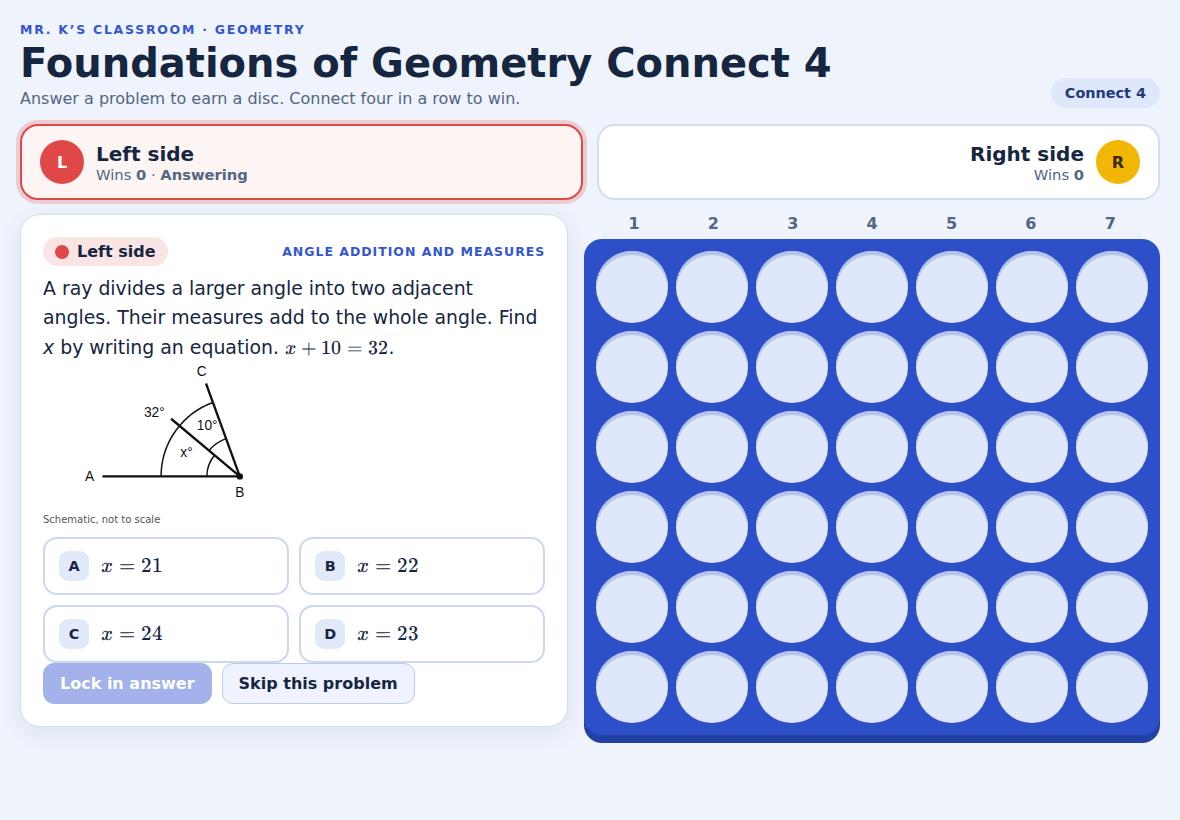 MR. K’S CLASSROOM · GEOMETRY
Foundations of Geometry Connect 4
Answer a problem to earn a disc. Connect four in a row to win.
Connect 4
L
Left side
Wins 0 · Answering
Right side
Wins 0
R
Left side
ANGLE ADDITION AND MEASURES
A ray divides a larger angle into two adjacent
angles. Their measures add to the whole angle. Find
x by writing an equation. x + 10 = 32.
C
32°
10°
x°
A
B
Schematic, not to scale
A x = 21
B x = 22
C x = 24
D x = 23
Lock in answer
Skip this problem
1 2 3 4 5 6 7